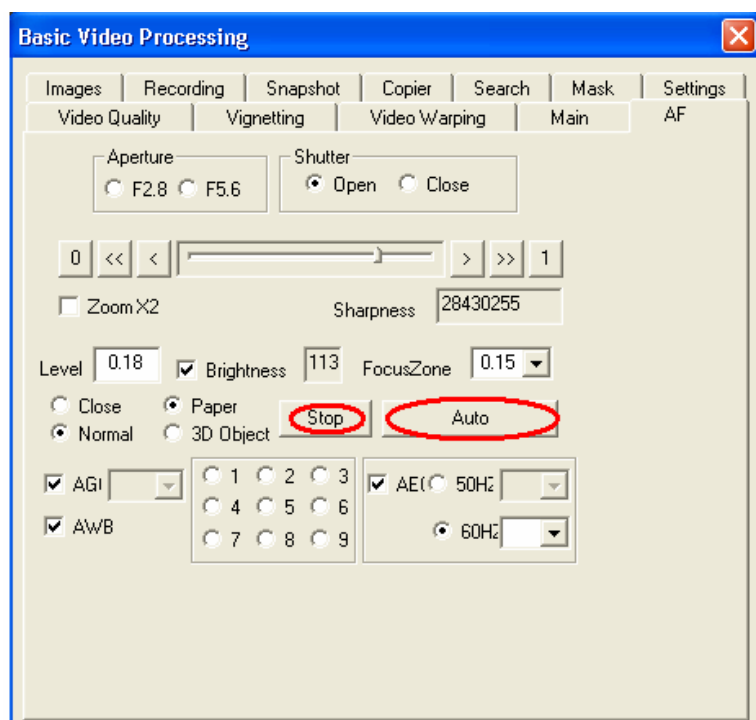 Basic Video Processing
Images Recording Snapshot Copier Search Mask Settings
Video Quality Vignetting Video Warping Main AF
Aperture Shutter
F2.8 F5.6 Open Close
0 << < > >> 1
Zoom X2 Sharpness 28430255
Level 0.18 Brightness 113 FocusZone 0.15
Close Paper Stop Auto
Normal 3D Object
AG 1 2 3 AE( 50Hz
AWB 4 5 6
7 8 9 60Hz